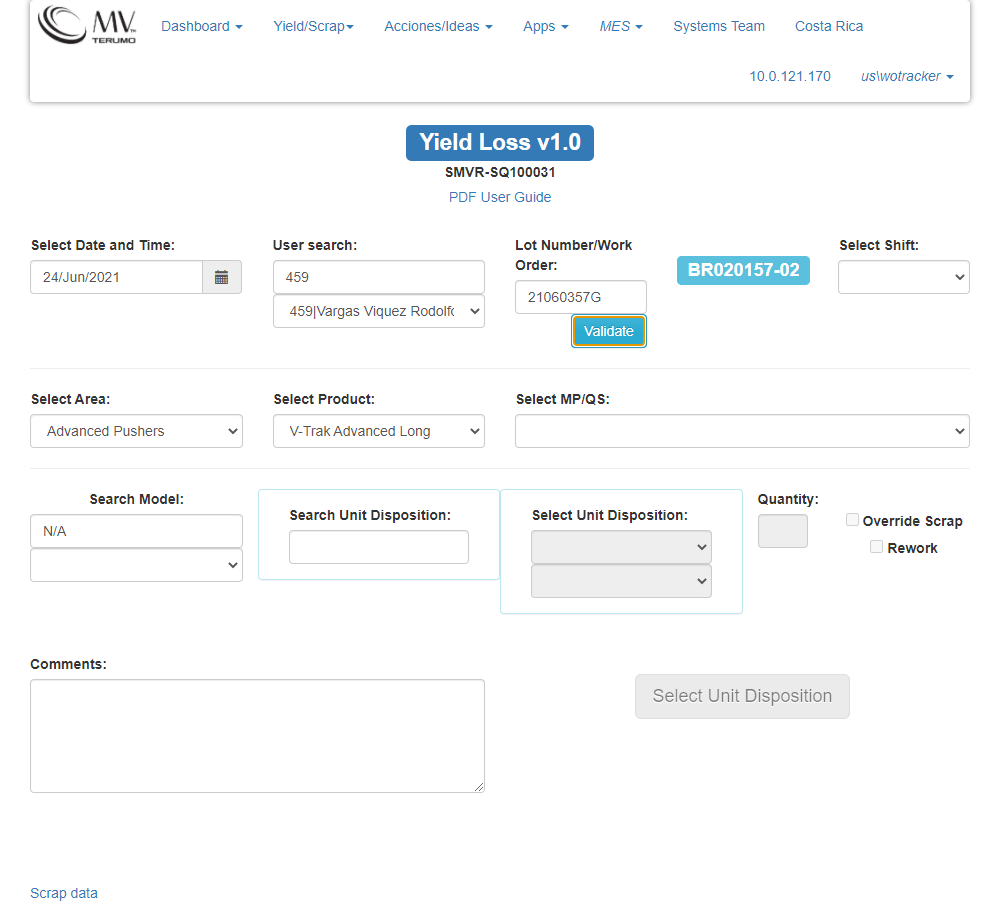 MV™ TERUMO
Dashboard Yield/Scrap Acciones/Ideas Apps MES Systems Team Costa Rica
10.0.121.170 us\wotracker
Yield Loss v1.0
SMVR-SQ100031
PDF User Guide
Select Date and Time:
24/Jun/2021
User search:
459
459|Vargas Viquez Rodolfo
Lot Number/Work
Order:
21060357G
Validate
BR020157-02
Select Shift:
Select Area:
Advanced Pushers
Select Product:
V-Trak Advanced Long
Select MP/QS:
Search Model:
N/A
Search Unit Disposition:
Select Unit Disposition:
Quantity:
Override Scrap
Rework
Comments:
Select Unit Disposition
Scrap data